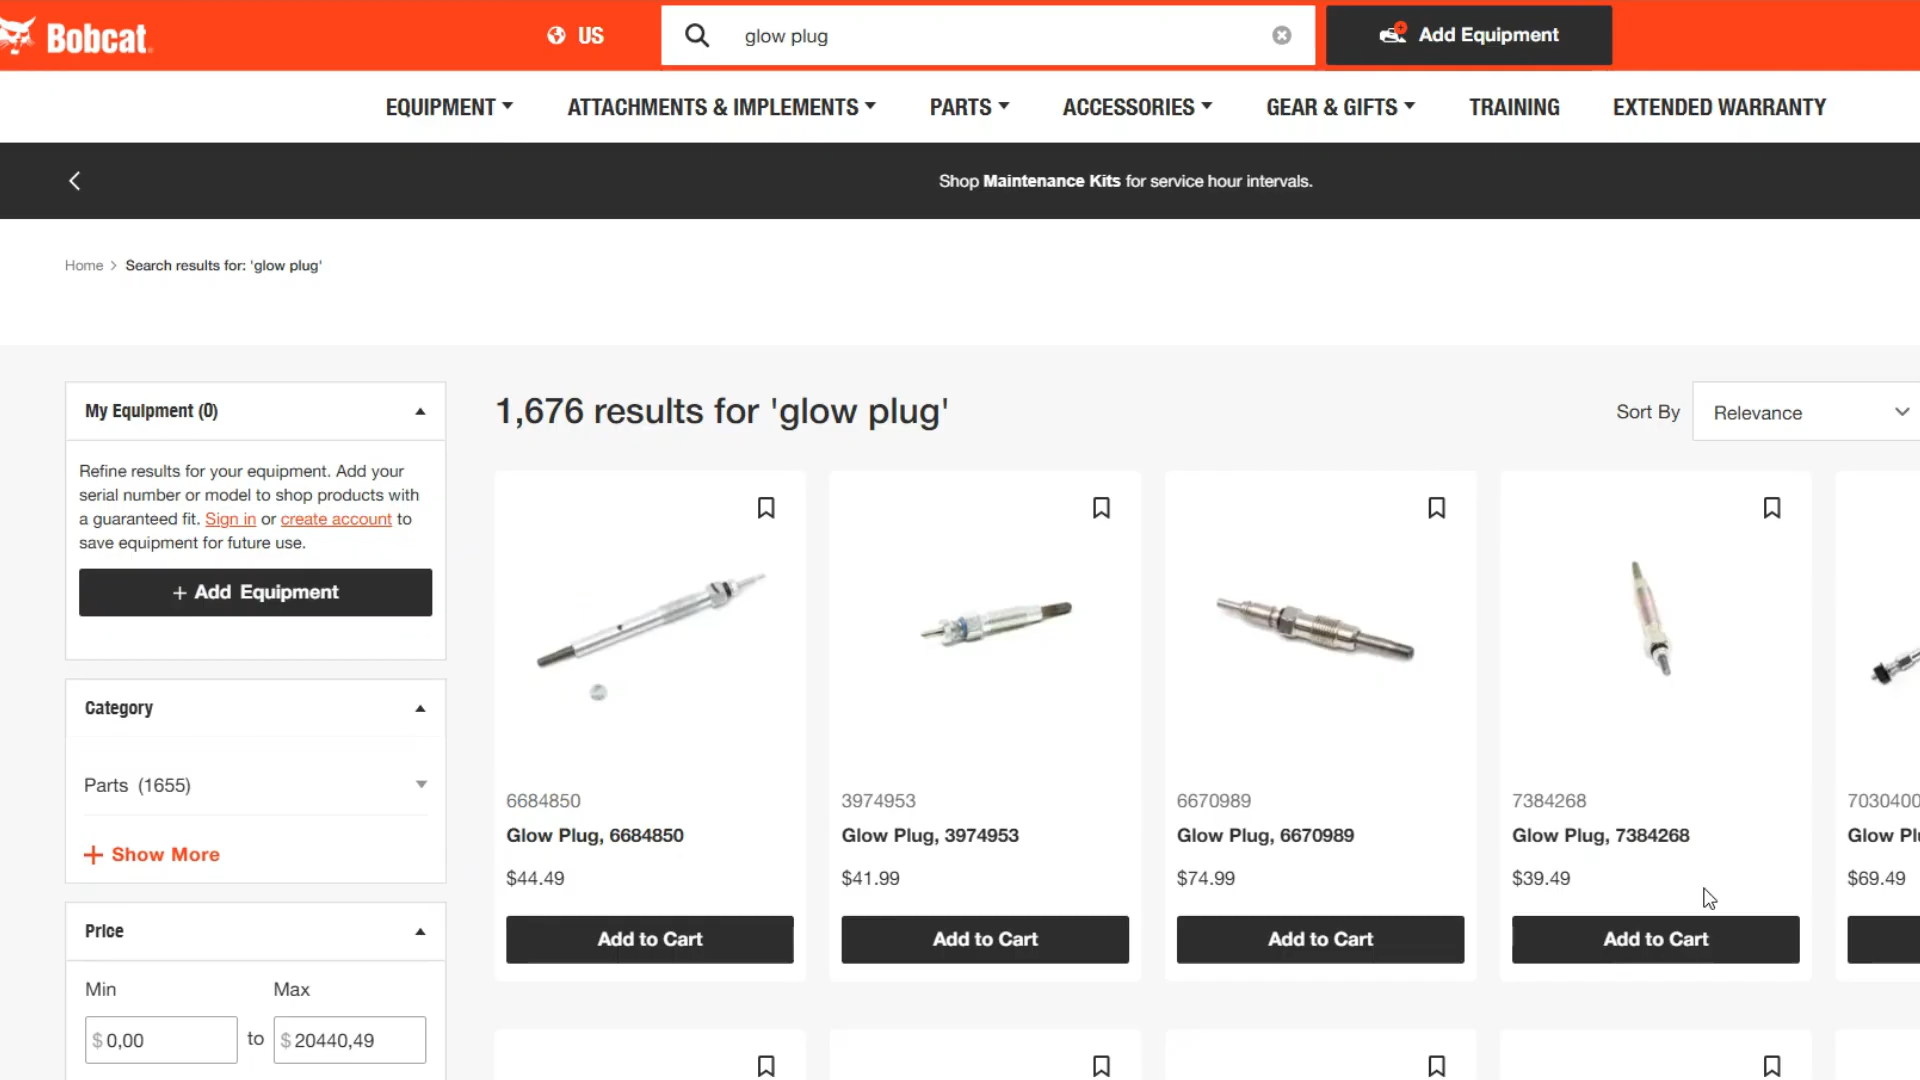 Bobcat
US
glow plug
Add Equipment
EQUIPMENT
ATTACHMENTS & IMPLEMENTS
PARTS
ACCESSORIES
GEAR & GIFTS
TRAINING
EXTENDED WARRANTY
Shop Maintenance Kits for service hour intervals.
Home > Search results for: 'glow plug'
My Equipment (0)
Refine results for your equipment. Add your
serial number or model to shop products with
a guaranteed fit. Sign in or create account to
save equipment for future use.
+ Add Equipment
Category
Parts (1655)
+ Show More
Price
Min
Max
$ 0,00
to
$ 20440,49
1,676 results for 'glow plug'
Sort By
Relevance
6684850
Glow Plug, 6684850
$44.49
Add to Cart
3974953
Glow Plug, 3974953
$41.99
Add to Cart
6670989
Glow Plug, 6670989
$74.99
Add to Cart
7384268
Glow Plug, 7384268
$39.49
Add to Cart
7030400
Glow Pl
$69.49